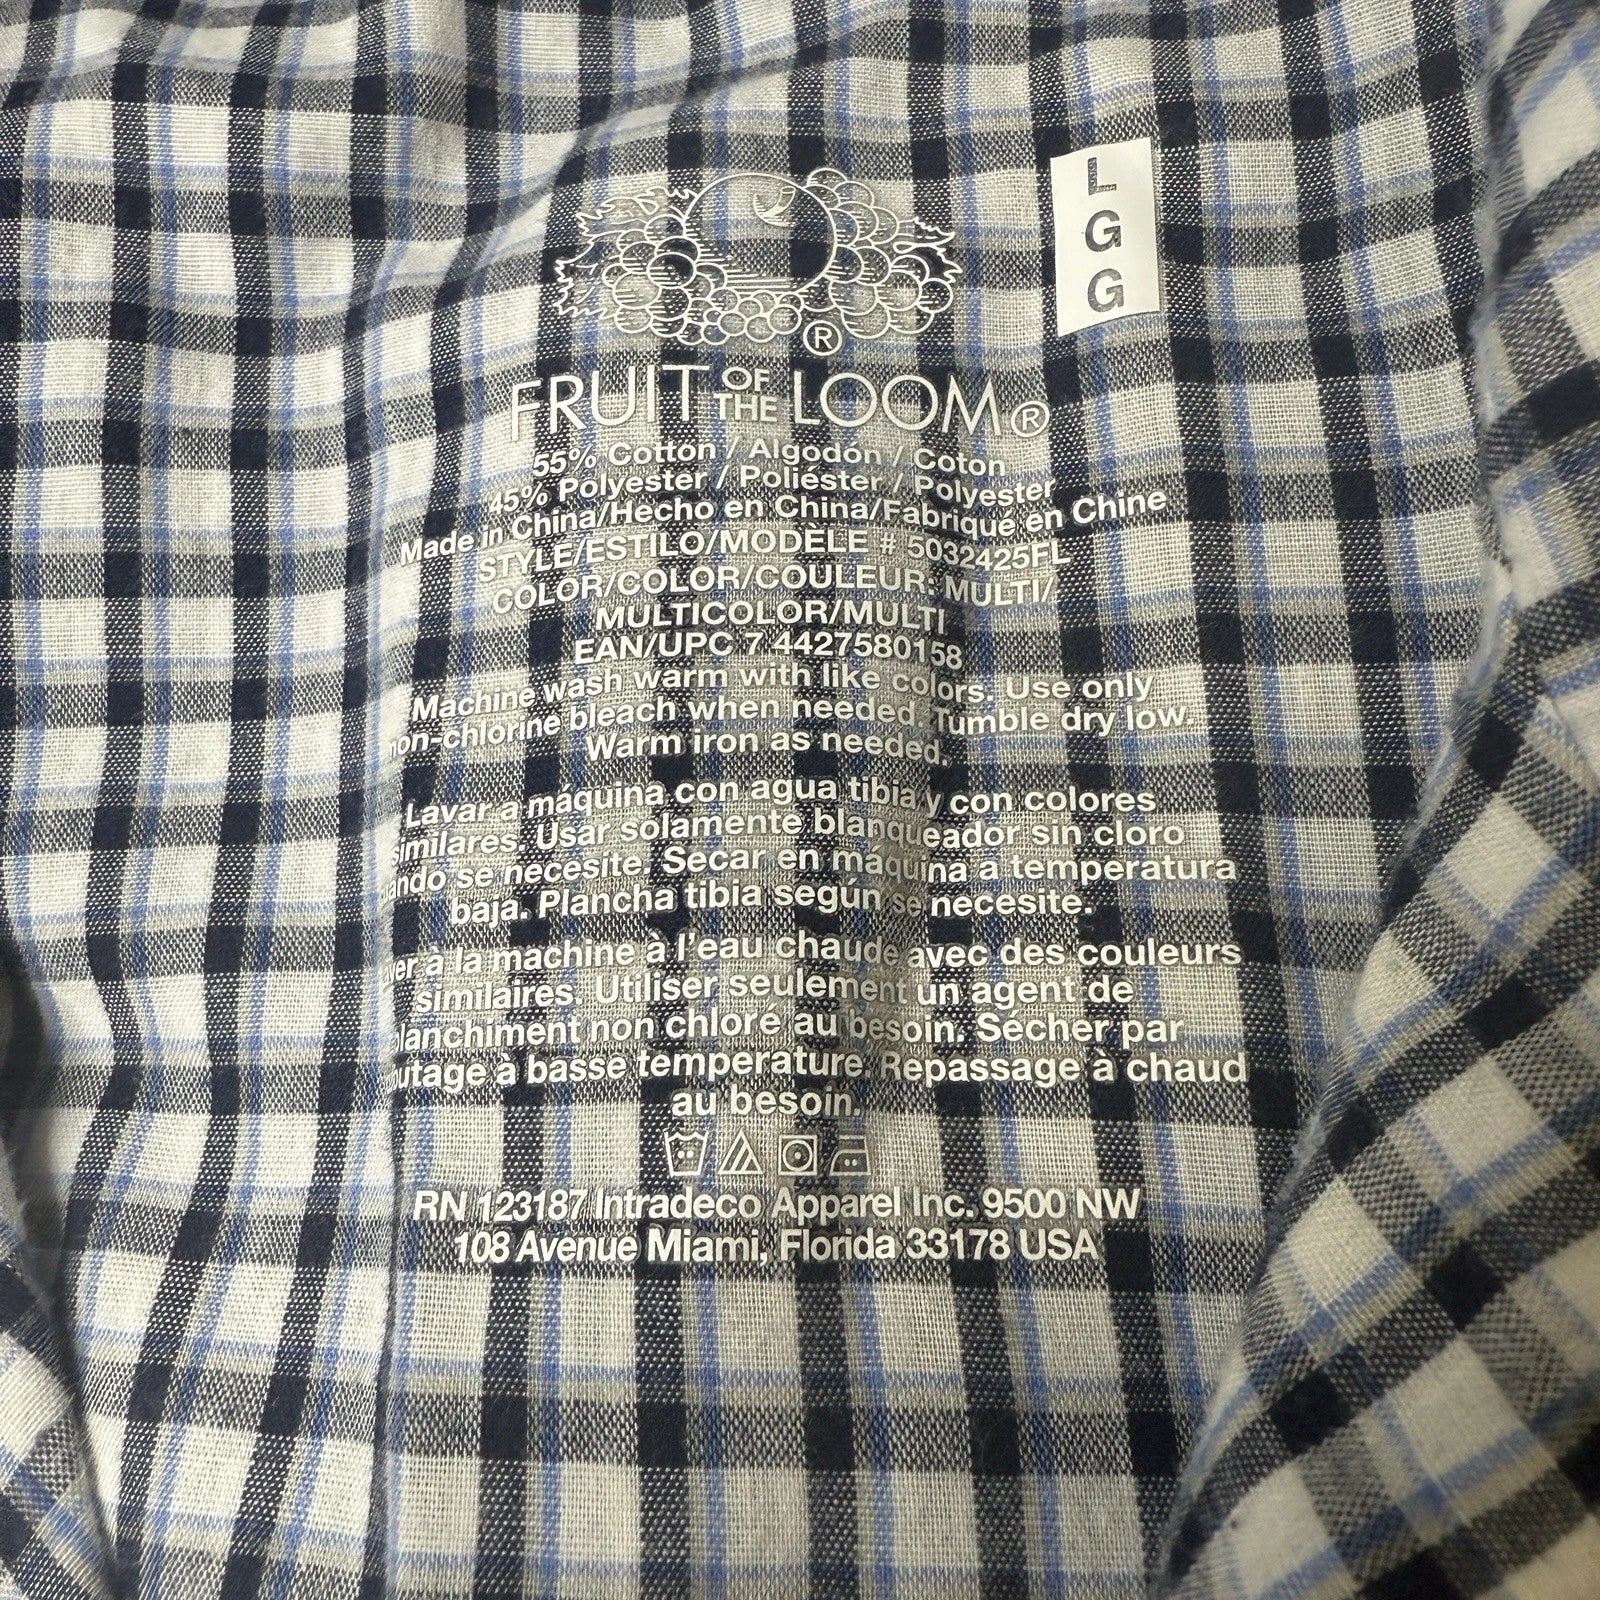 L
G
G
®
FRUIT OF THE LOOM®
55% Cotton / Algodón / Coton
45% Polyester / Poliéster / Polyester
Made in China/Hecho en China/Fabriqué en Chine
STYLE/ESTILO/MODÈLE # 5032425FL
COLOR/COLOR/COULEUR: MULTI/
MULTICOLOR/MULTI
EAN/UPC 7 4427580158
Machine wash warm with like colors. Use only
non-chlorine bleach when needed. Tumble dry low.
Warm iron as needed.
Lavar a máquina con agua tibia y con colores
similares. Usar solamente blanqueador sin cloro
se necesite. Secar en máquina a temperatura
baja. Plancha tibia según se necesite.
à la machine à l'eau chaude avec des couleurs
similaires. Utiliser seulement un agent de
non chloré au besoin. Sécher par
à basse temperature. Repassage à chaud
au besoin.
RN 123187 Intradeco Apparel Inc. 9500 NW
108 Avenue Miami, Florida 33178 USA